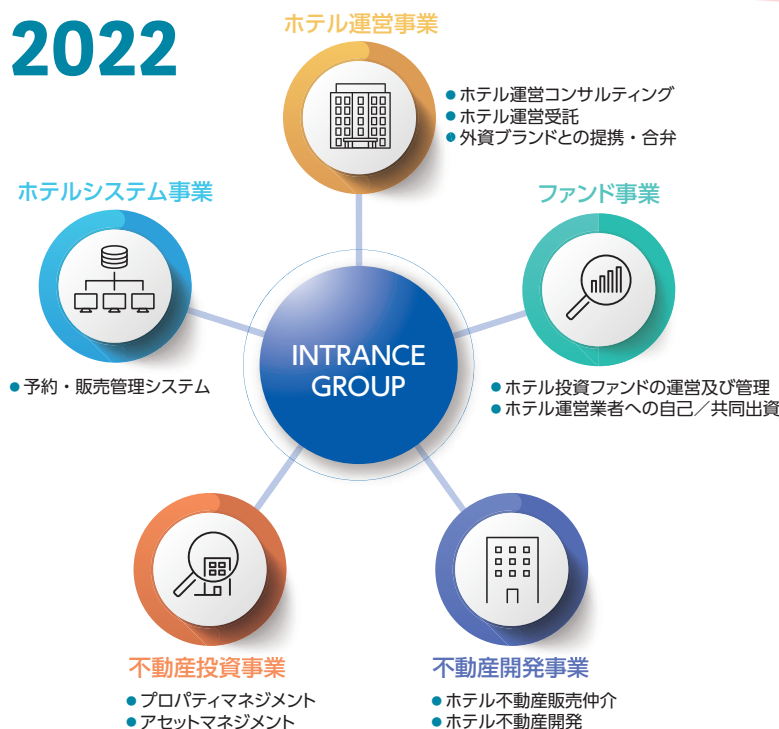 2022
ホテル運営事業
● ホテル運営コンサルティング
● ホテル運営受託
● 外資ブランドとの提携・合弁
ホテルシステム事業
● 予約・販売管理システム
ファンド事業
● ホテル投資ファンドの運営及び管理
● ホテル運営業者への自己／共同出資
INTRANCE
GROUP
不動産投資事業
● プロパティマネジメント
● アセットマネジメント
不動産開発事業
● ホテル不動産販売仲介
● ホテル不動産開発